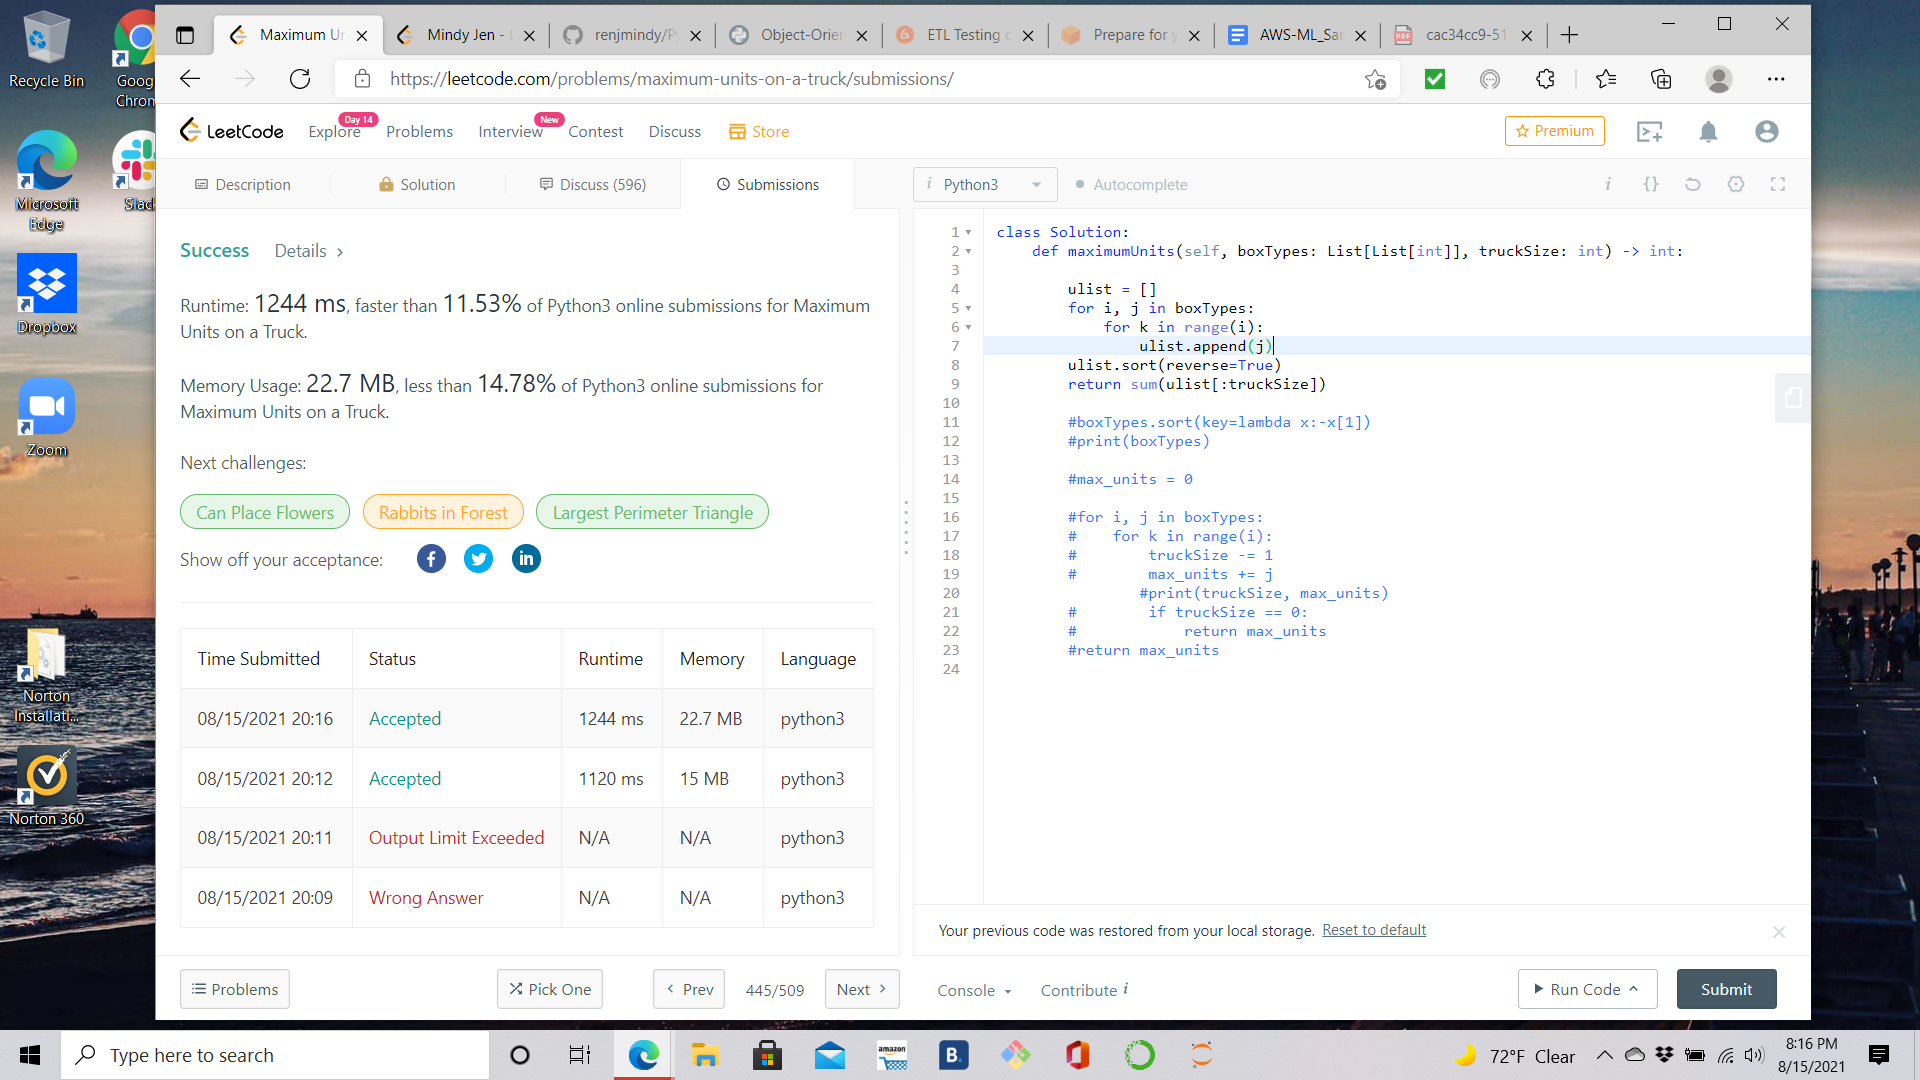 Recycle Bin
Goog
Chrom
Microsoft
Edge
Slack
Dropbox
Zoom
Norton
Installati...
Norton 360
Maximum Un
Mindy Jen -
renjmindy/Py
Object-Orien
ETL Testing
Prepare for y
AWS-ML_Sam
cac34cc9-51
https://leetcode.com/problems/maximum-units-on-a-truck/submissions/
LeetCode
Explore
Day 14
Problems
Interview
New
Contest
Discuss
Store
Premium
Description
Solution
Discuss (596)
Submissions
i Python3
Autocomplete
i
{}
Success
Details >
Runtime: 1244 ms, faster than 11.53% of Python3 online submissions for Maximum
Units on a Truck.
Memory Usage: 22.7 MB, less than 14.78% of Python3 online submissions for
Maximum Units on a Truck.
Next challenges:
Can Place Flowers
Rabbits in Forest
Largest Perimeter Triangle
Show off your acceptance:
Time Submitted Status Runtime Memory Language
08/15/2021 20:16 Accepted 1244 ms 22.7 MB python3
08/15/2021 20:12 Accepted 1120 ms 15 MB python3
08/15/2021 20:11 Output Limit Exceeded N/A N/A python3
08/15/2021 20:09 Wrong Answer N/A N/A python3
1 class Solution:
2 def maximumUnits(self, boxTypes: List[List[int]], truckSize: int) -> int:
3
4 ulist = []
5 for i, j in boxTypes:
6 for k in range(i):
7 ulist.append(j)
8 ulist.sort(reverse=True)
9 return sum(ulist[:truckSize])
10
11 #boxTypes.sort(key=lambda x:-x[1])
12 #print(boxTypes)
13
14 #max_units = 0
15
16 #for i, j in boxTypes:
17 # for k in range(i):
18 # truckSize -= 1
19 # max_units += j
20 #print(truckSize, max_units)
21 # if truckSize == 0:
22 # return max_units
23 #return max_units
24
Your previous code was restored from your local storage. Reset to default
Problems
Pick One
< Prev
445/509
Next >
Console
Contribute i
Run Code
Submit
Type here to search
amazon
B.
72°F Clear
8:16 PM
8/15/2021